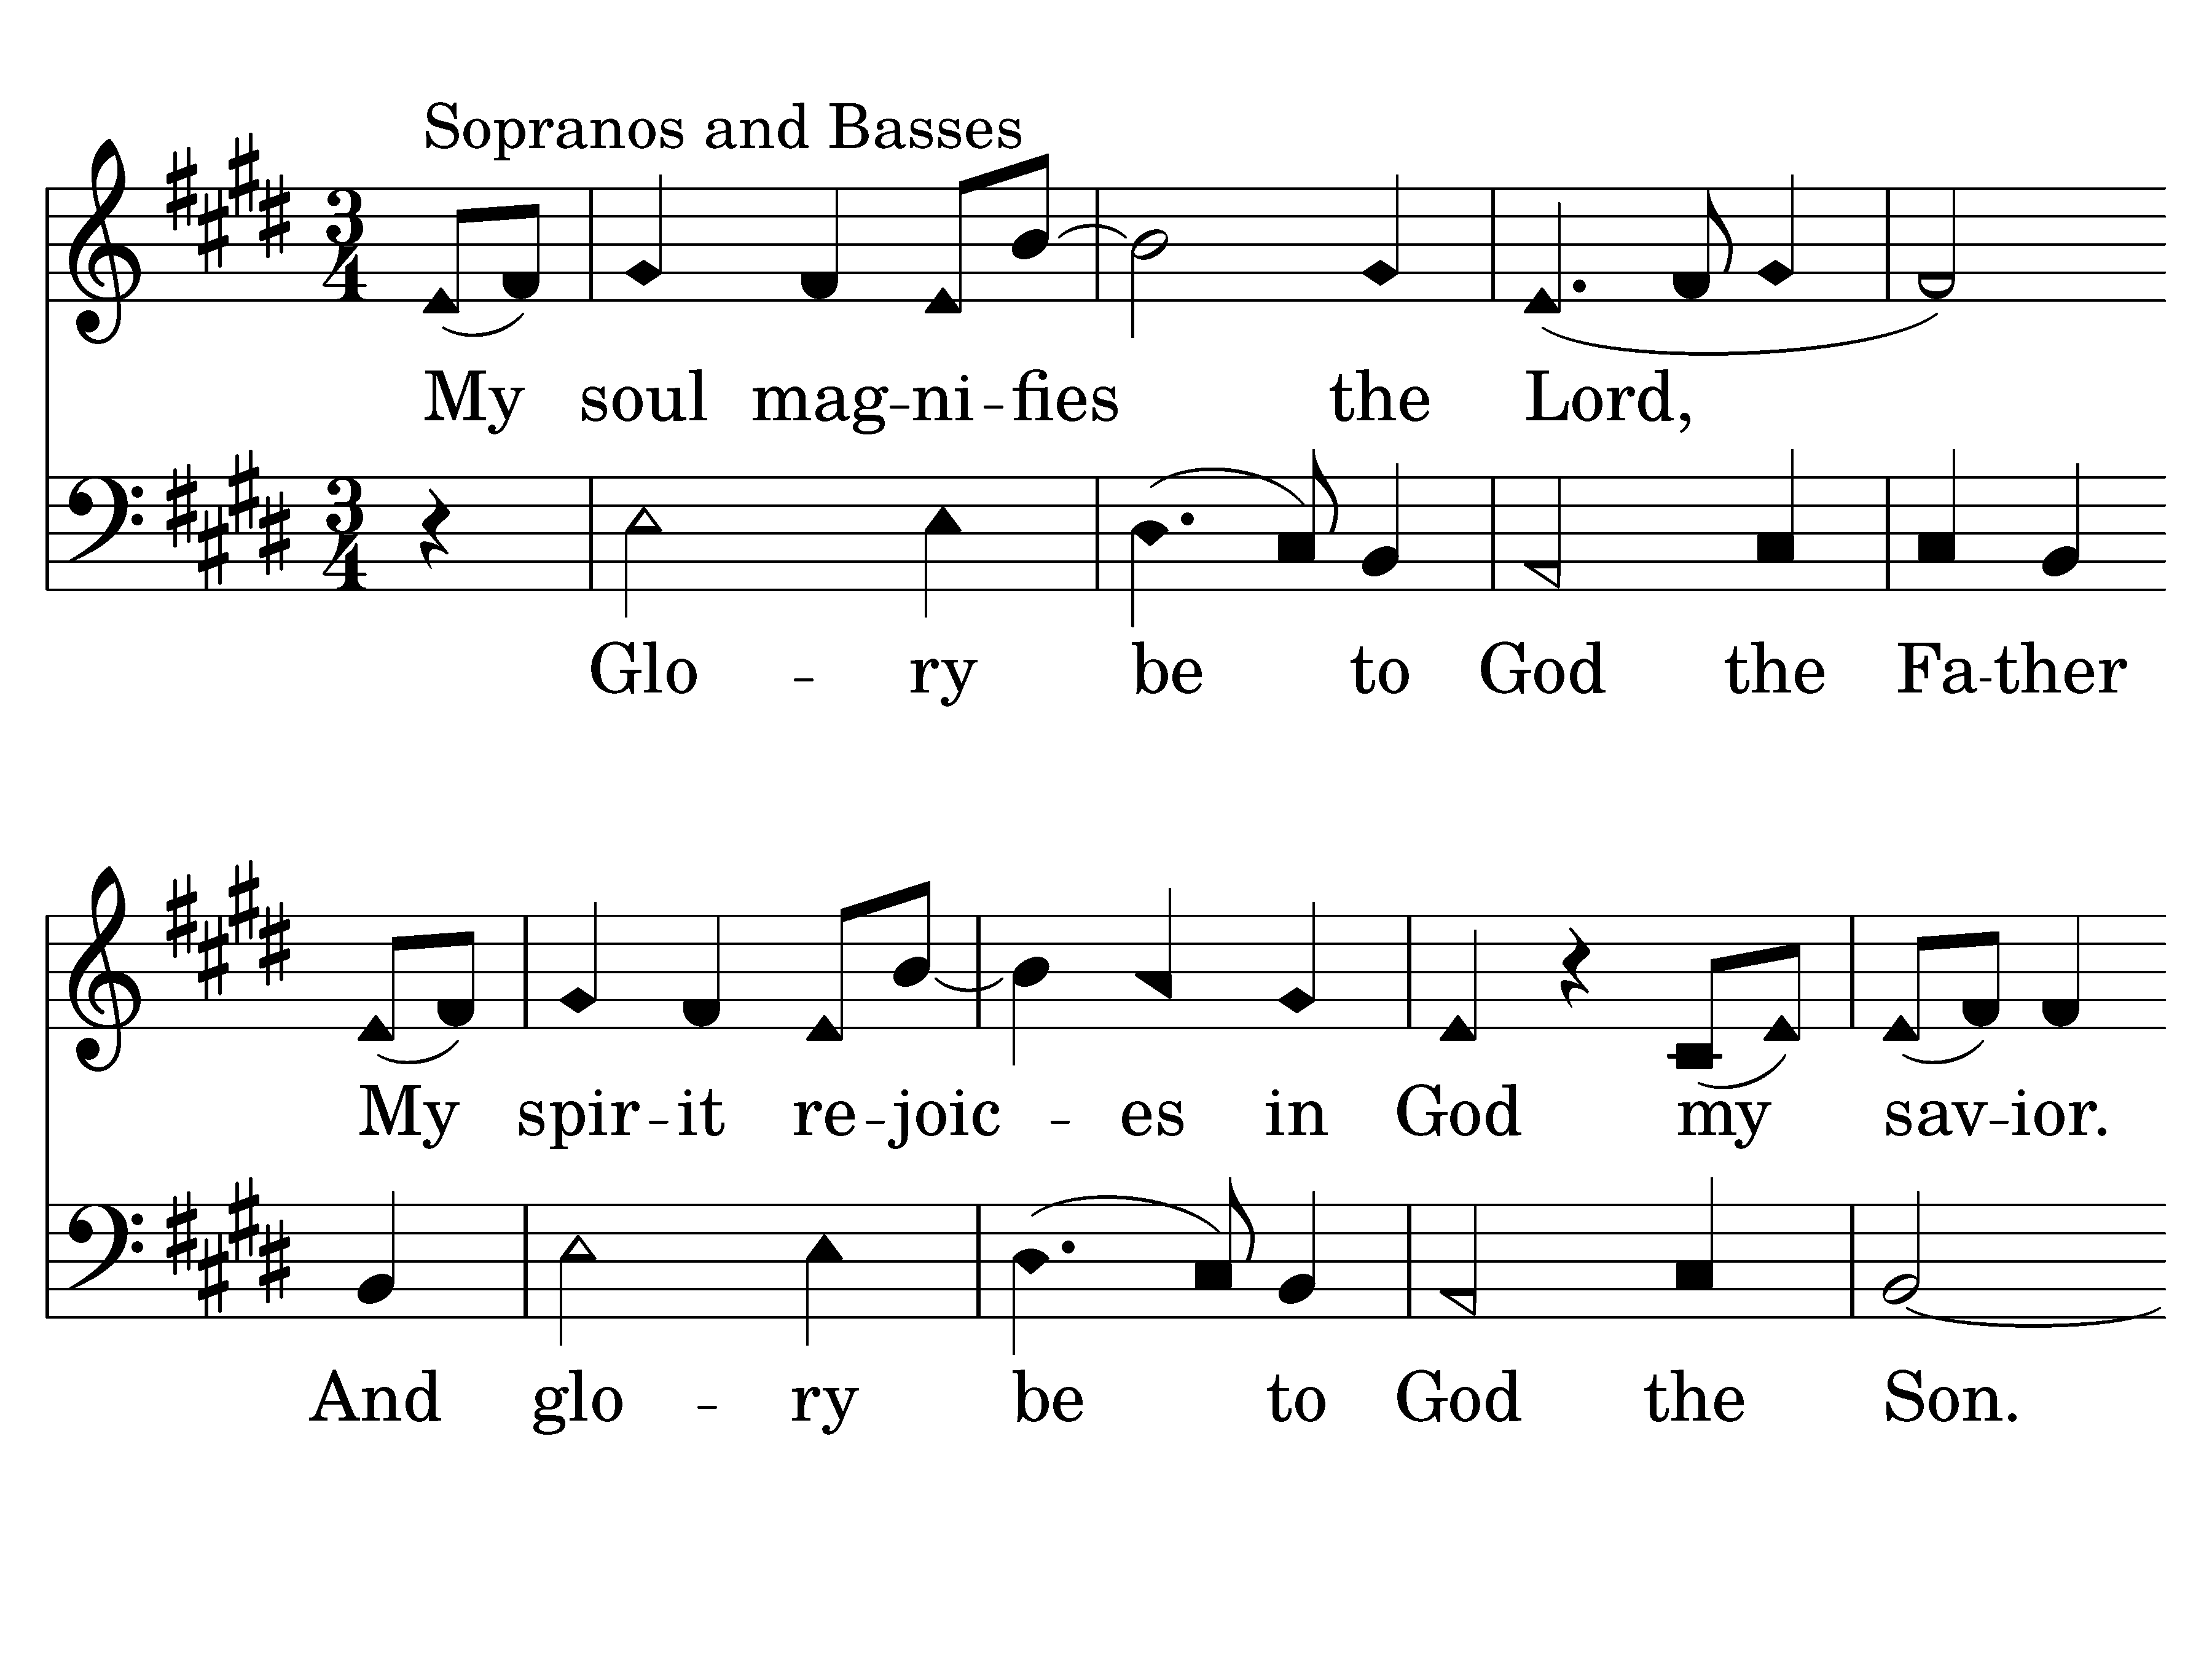 Sopranos and Basses
3 4
My soul mag-ni-fies the Lord,
3 4
Glo - ry be to God the Fa-ther
My spir-it re-joic - es in God my sav-ior.
And glo - ry be to God the Son.